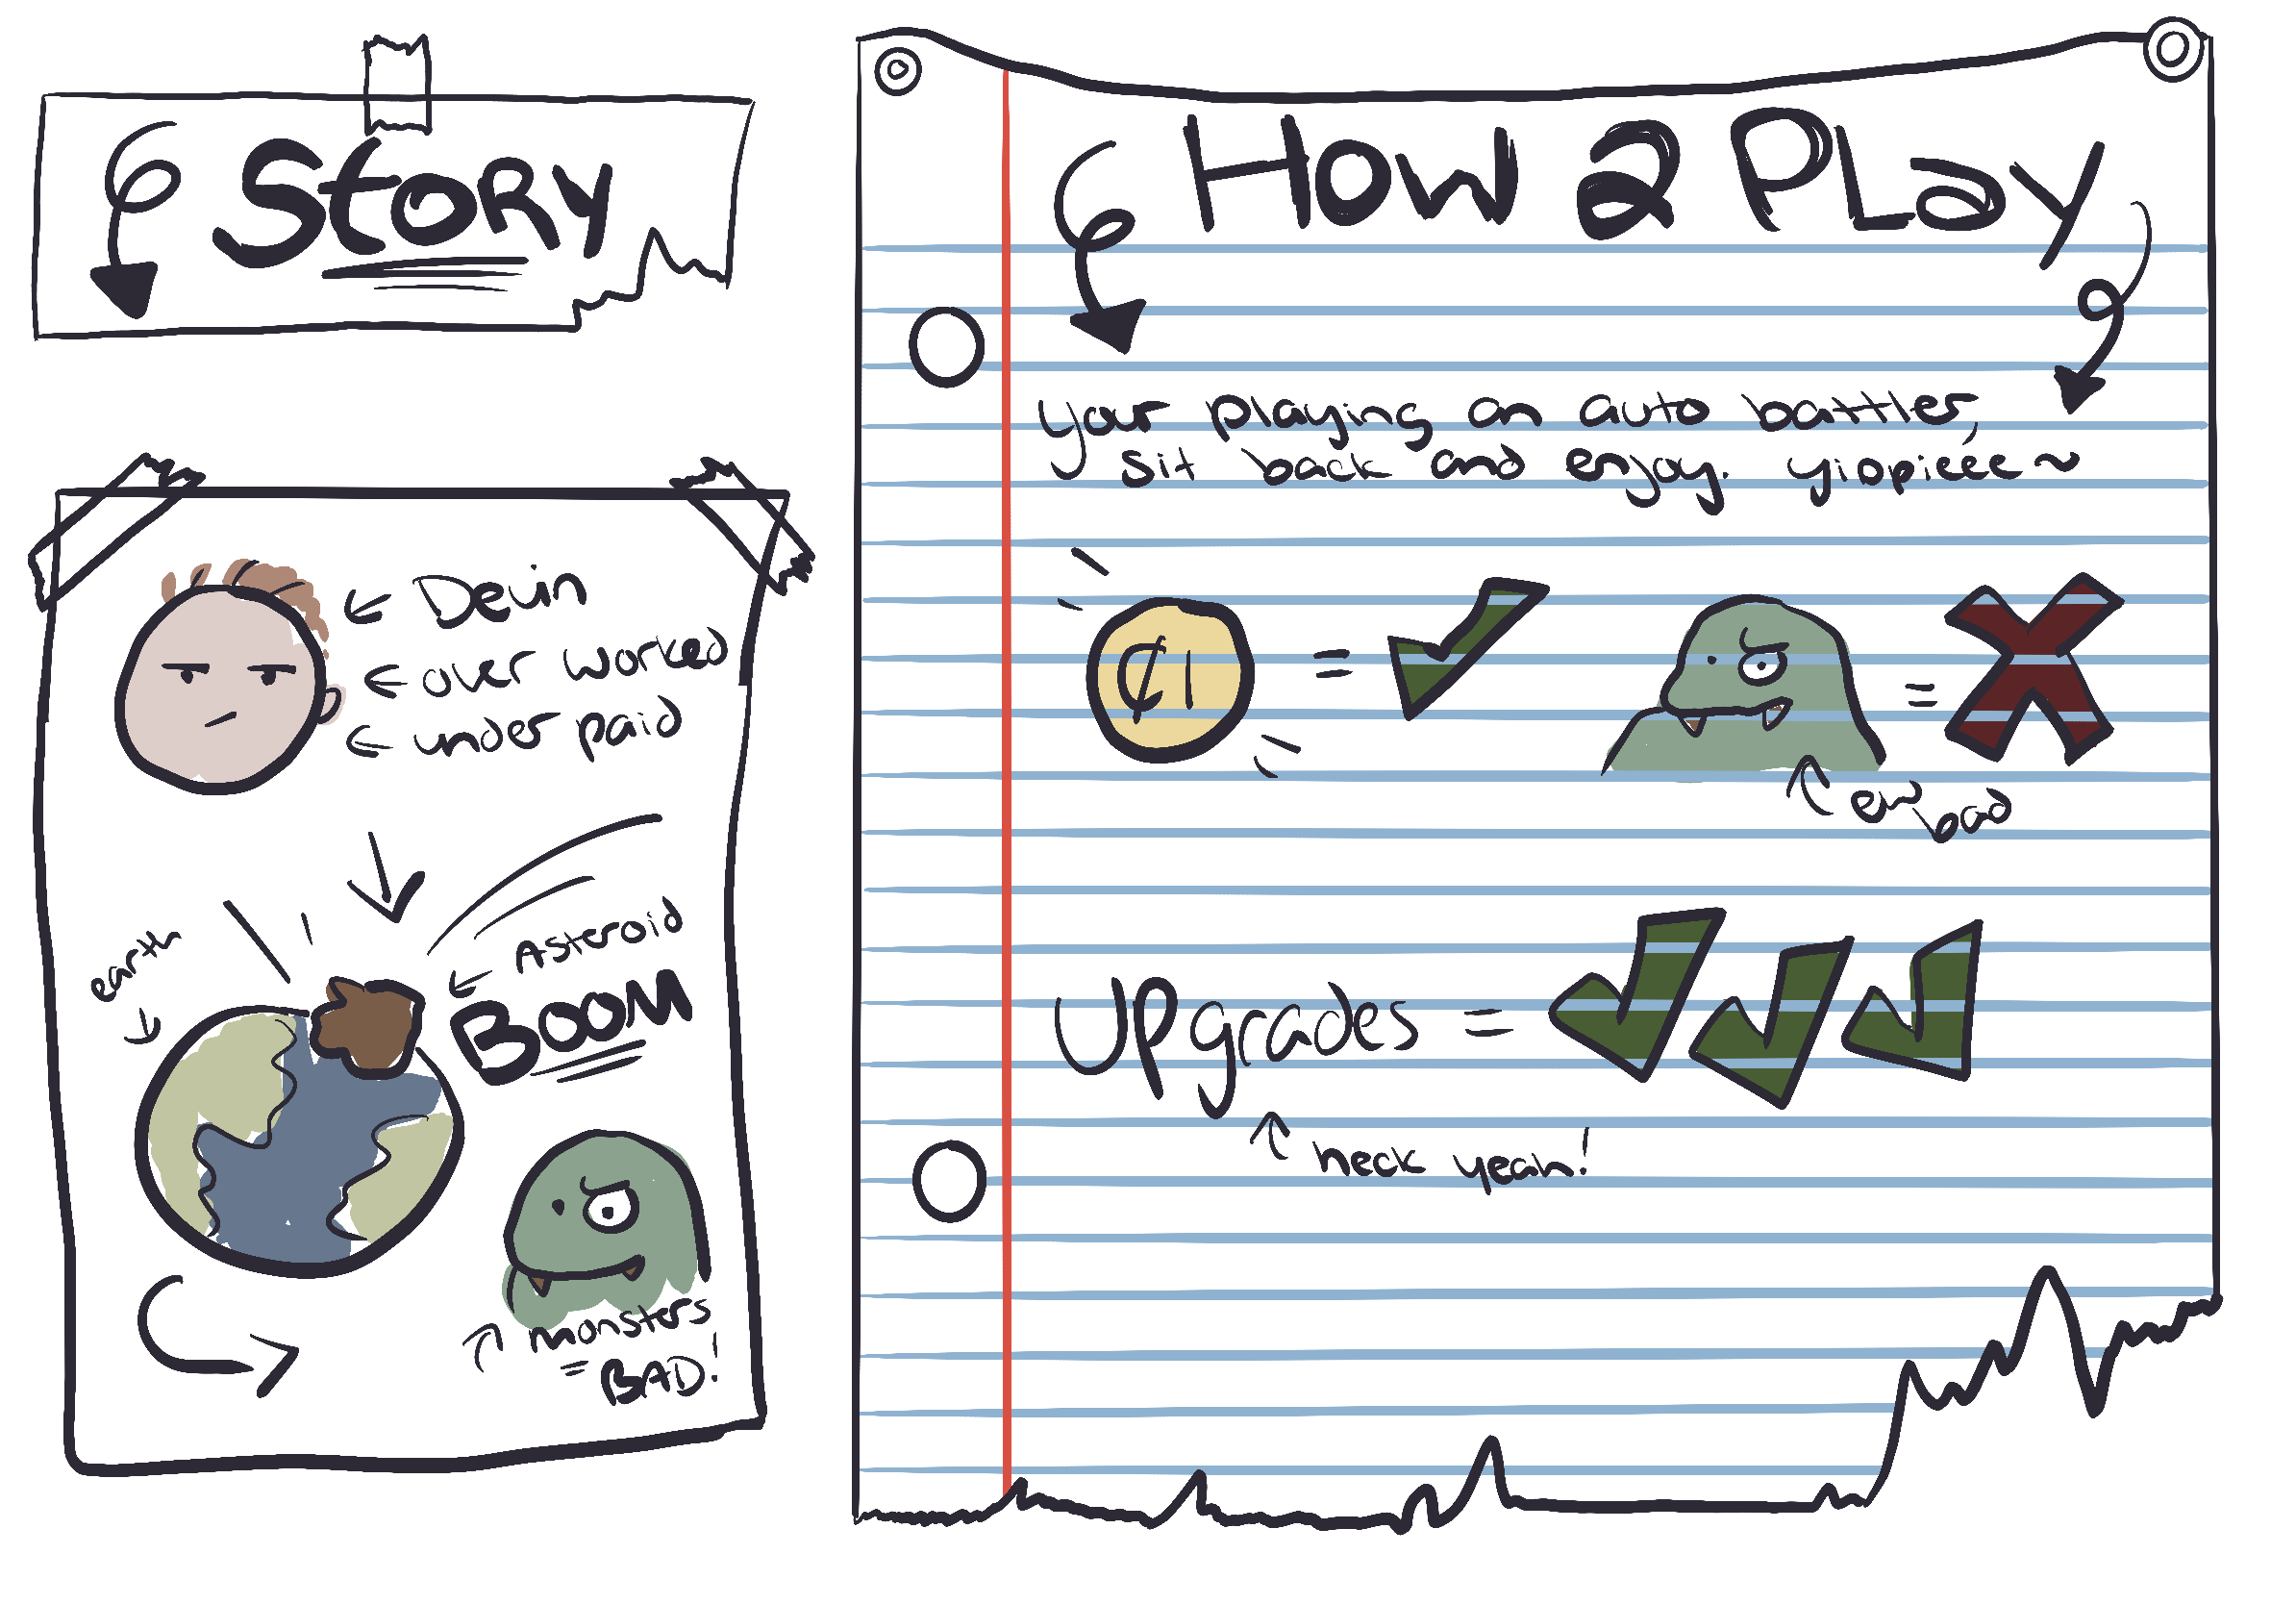 Story
Devin
over worked
under paid
earth
Asteroid
BOOM
monsters
= BAD!
How 2 Play
your playing an auto battler,
sit back and enjoy. yiopieee ~
₵1 =
=
ew bad
Upgrades =
heck yeah!